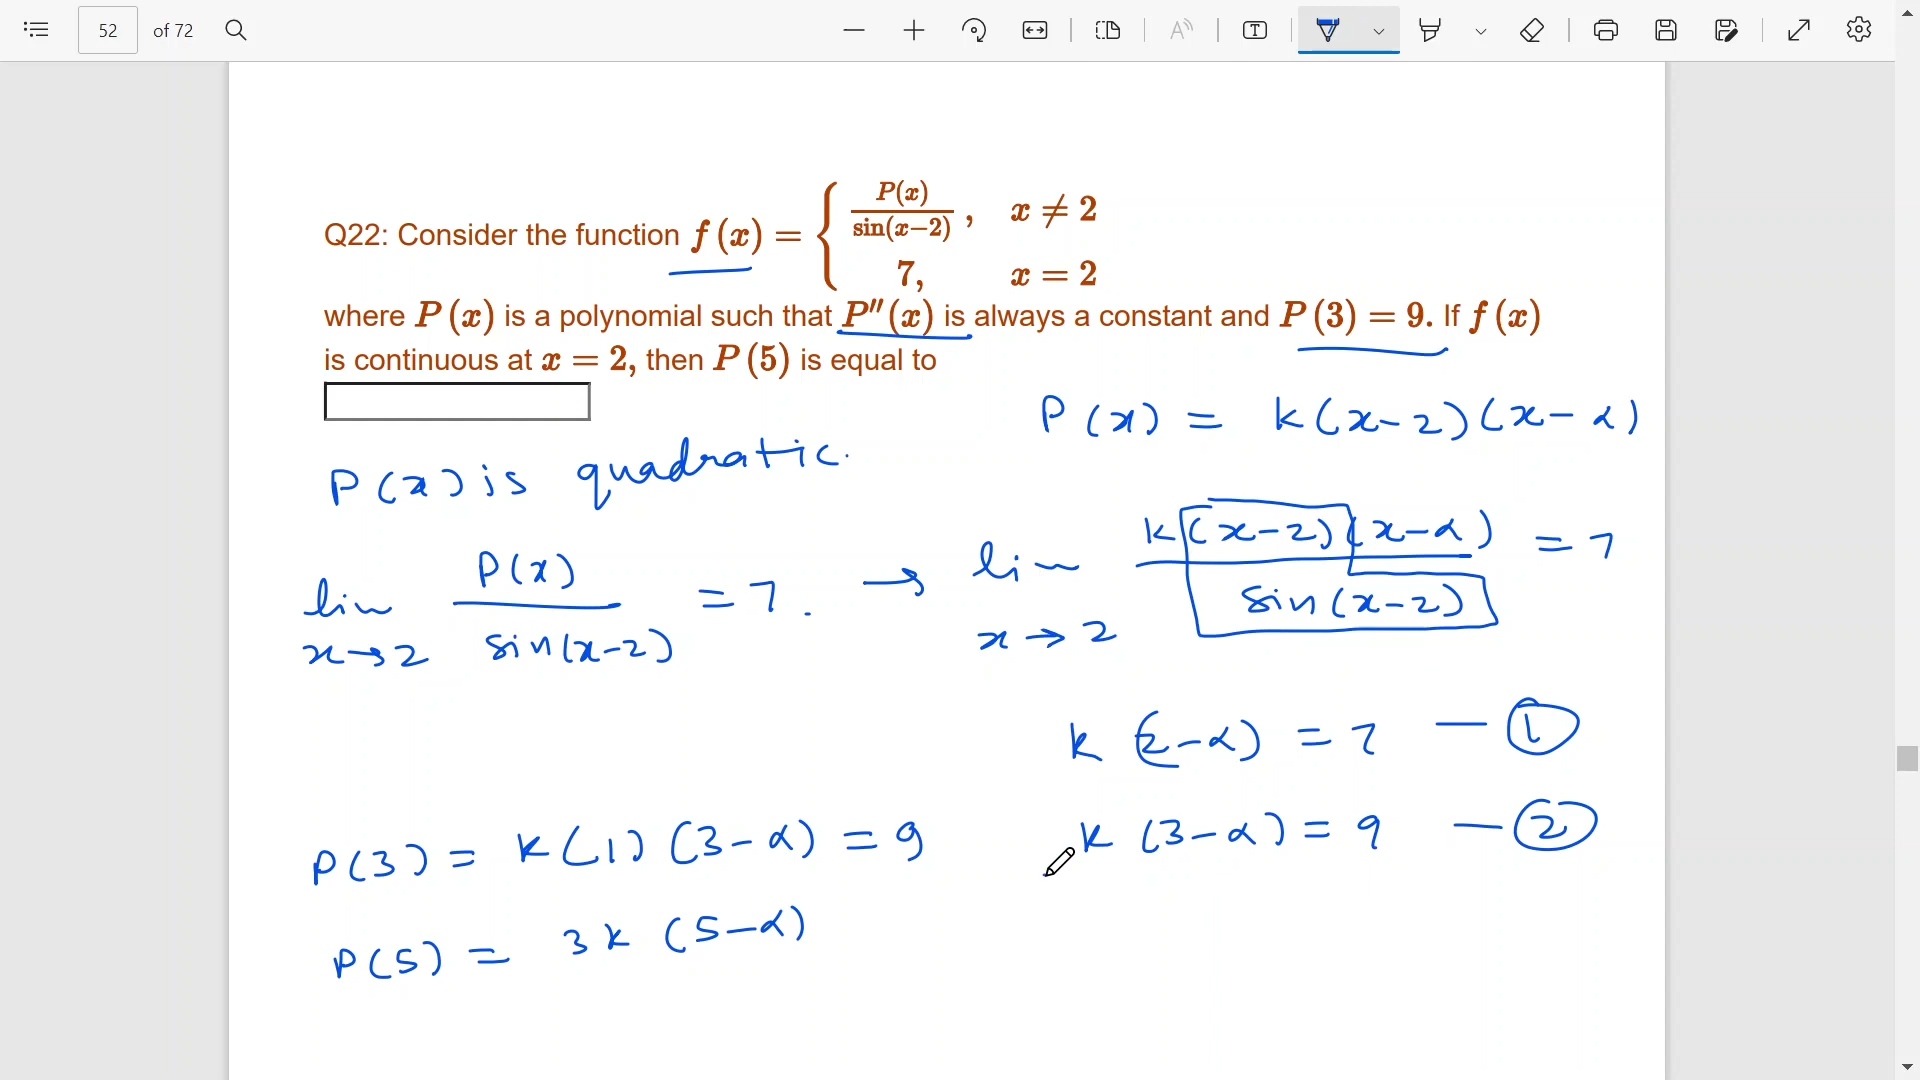 52 of 72
Q22: Consider the function f(x) = { P(x)/sin(x−2), x ≠ 2
7, x = 2
where P(x) is a polynomial such that P''(x) is always a constant and P(3) = 9. If f(x)
is continuous at x = 2, then P(5) is equal to
P(x) = k(x-2)(x-α)
P(x) is quadratic.
lim x→2 P(x)/sin(x-2) = 7. → lim x→2 k(x-2)(x-α)/sin(x-2) = 7
k(2-α) = 7 — ①
P(3) = k(1)(3-α) = 9
k(3-α) = 9 — ②
P(5) = 3k(5-α)